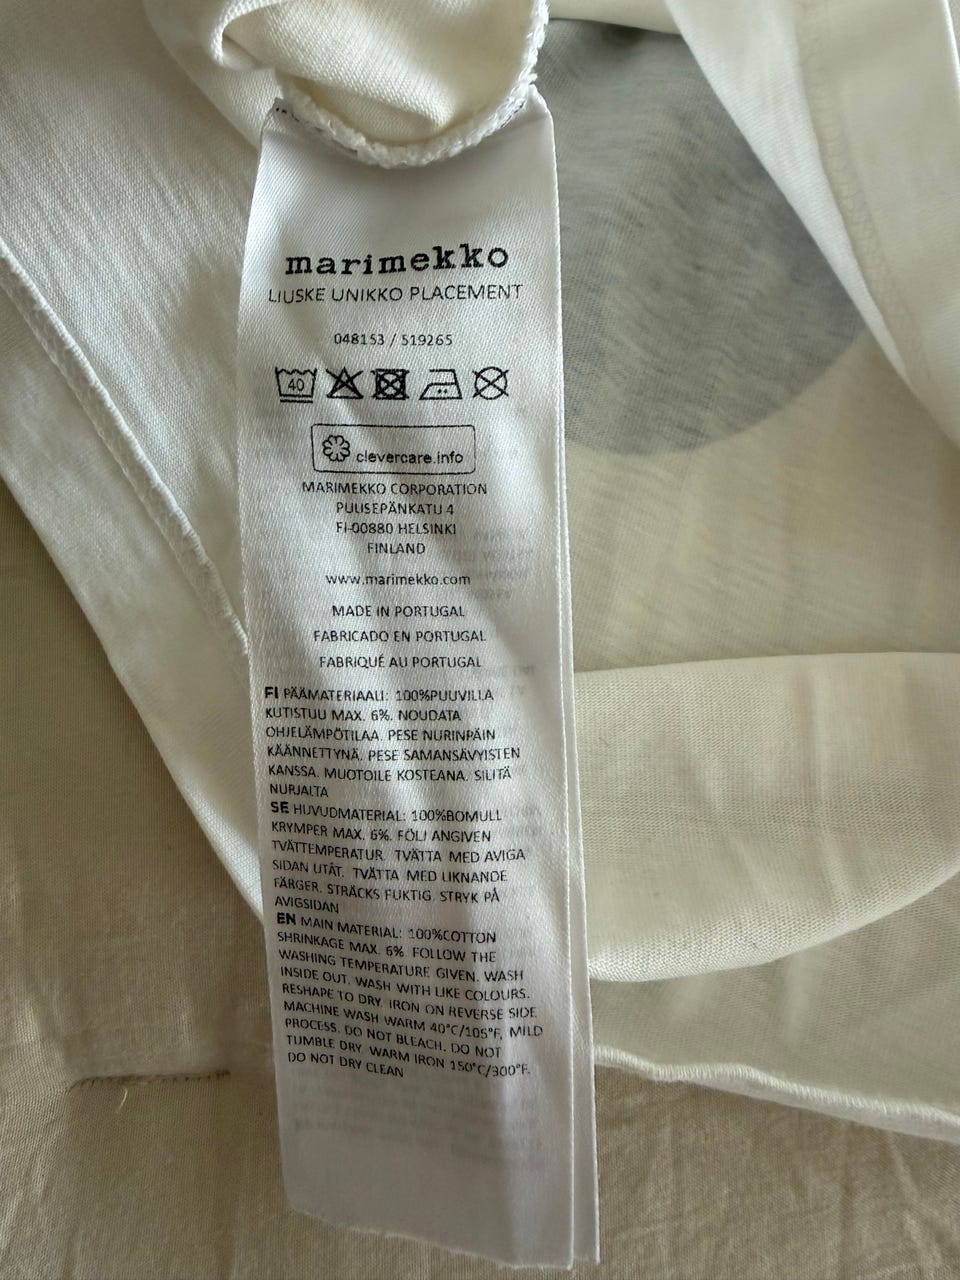 marimekko
LIUSKE UNIKKO PLACEMENT
048153 / 519265
40
clevercare.info
MARIMEKKO CORPORATION
PUUSEPÄNKATU 4
FI-00880 HELSINKI
FINLAND
www.marimekko.com
MADE IN PORTUGAL
FABRICADO EN PORTUGAL
FABRIQUÉ AU PORTUGAL
FI PÄÄMATERIAALI: 100%PUUVILLA
KUTISTUU MAX. 6%. NOUDATA
OHJELÄMPÖTILAA. PESE NURINPÄIN
KÄÄNNETTYNÄ. PESE SAMANSÄVYISTEN
KANSSA. MUOTOILE KOSTEANA. SILITÄ
NURJALTA
SE HUVUDMATERIAL: 100%BOMULL
KRYMPER MAX. 6%. FÖLJ ANGIVEN
TVÄTTEMPERATUR. TVÄTTA MED AVIGA
SIDAN UTÅT. TVÄTTA MED LIKNANDE
FÄRGER. STRÄCKS FUKTIG. STRYK PÅ
AVIGSIDAN
EN MAIN MATERIAL: 100%COTTON
SHRINKAGE MAX. 6%. FOLLOW THE
WASHING TEMPERATURE GIVEN. WASH
INSIDE OUT. WASH WITH LIKE COLOURS.
RESHAPE TO DRY. IRON ON REVERSE SIDE
MACHINE WASH WARM 40°C/105°F, MILD
PROCESS. DO NOT BLEACH. DO NOT
TUMBLE DRY. WARM IRON 150°C/300°F.
DO NOT DRY CLEAN